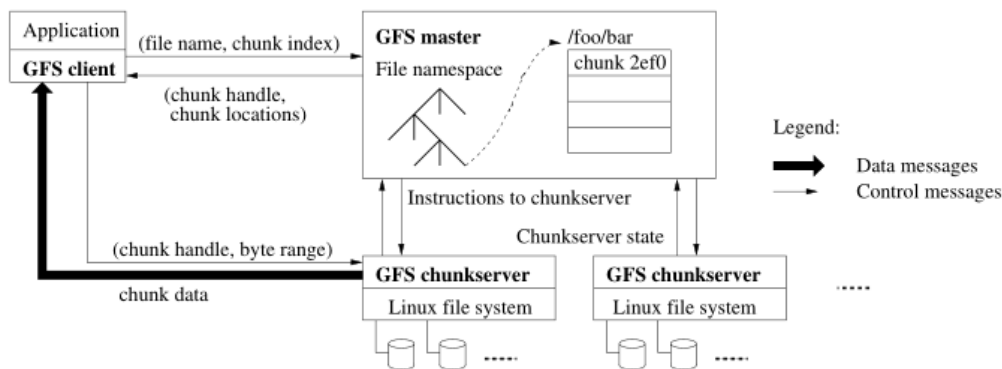 Application
GFS client
(file name, chunk index)
(chunk handle,
chunk locations)
GFS master
File namespace
/foo/bar
chunk 2ef0
Legend:
Data messages
Control messages
Instructions to chunkserver
Chunkserver state
(chunk handle, byte range)
chunk data
GFS chunkserver
Linux file system
GFS chunkserver
Linux file system